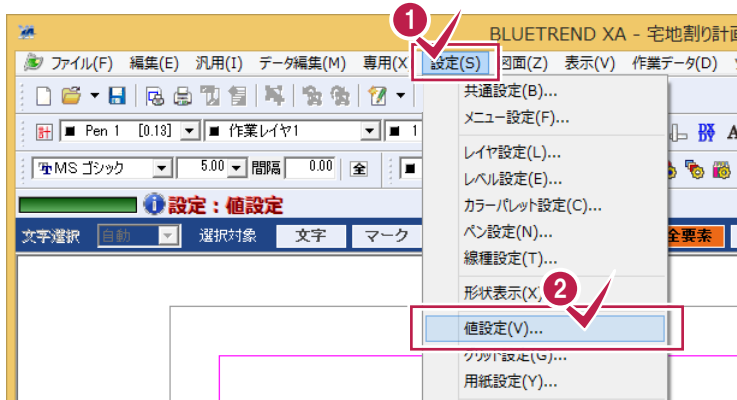 1
BLUETREND XA - 宅地割り計画
ファイル(F) 編集(E) 汎用(I) データ編集(M) 専用(X 設定(S) 図面(Z) 表示(V) 作業データ(D)
共通設定(B)...
メニュー設定(F)...
計 Pen 1 [0.13] 作業レイヤ1 1
レイヤ設定(L)...
MS ゴシック 5.00 間隔 0.00 全
レベル設定(E)...
設定：値設定
カラーパレット設定(C)...
文字選択 自動 選択対象 文字 マーク 全要素
ペン設定(N)...
線種設定(T)...
形状表示(X)
2
値設定(V)...
グリッド設定(G)...
用紙設定(Y)...